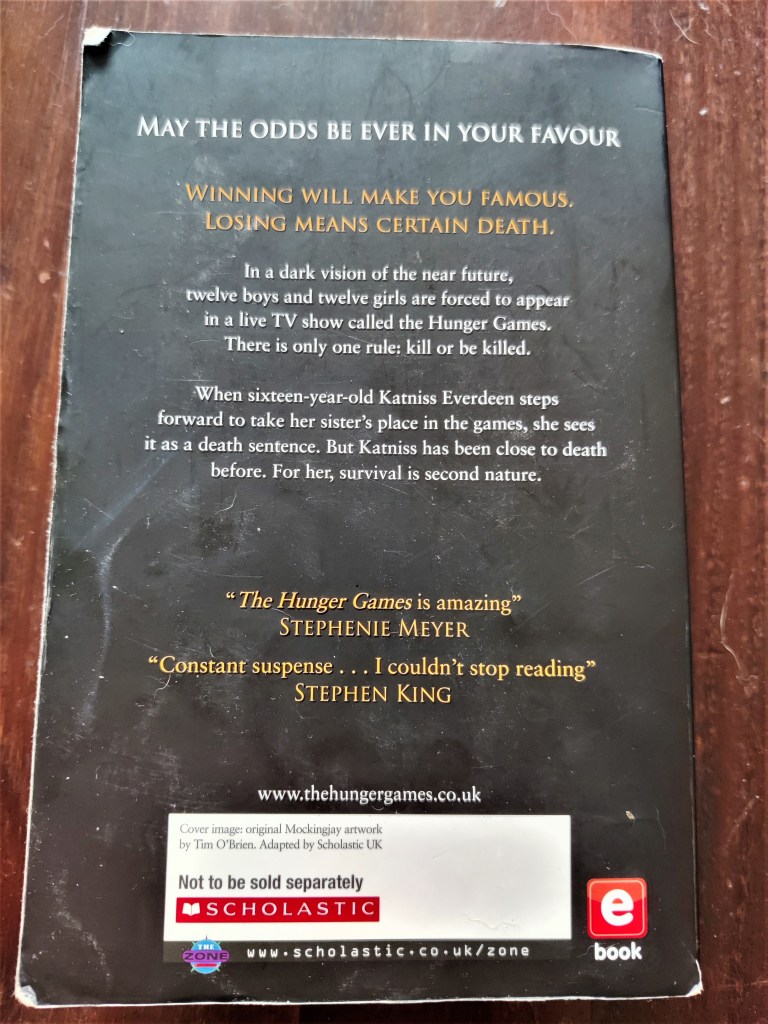 MAY THE ODDS BE EVER IN YOUR FAVOUR
WINNING WILL MAKE YOU FAMOUS.
LOSING MEANS CERTAIN DEATH.
In a dark vision of the near future,
twelve boys and twelve girls are forced to appear
in a live TV show called the Hunger Games.
There is only one rule: kill or be killed.
When sixteen-year-old Katniss Everdeen steps
forward to take her sister's place in the games, she sees
it as a death sentence. But Katniss has been close to death
before. For her, survival is second nature.
"The Hunger Games is amazing"
STEPHENIE MEYER
"Constant suspense . . . I couldn't stop reading"
STEPHEN KING
www.thehungergames.co.uk
Cover image: original Mockingjay artwork
by Tim O'Brien. Adapted by Scholastic UK
Not to be sold separately
SCHOLASTIC
THE
ZONE
www.scholastic.co.uk/zone
e
book